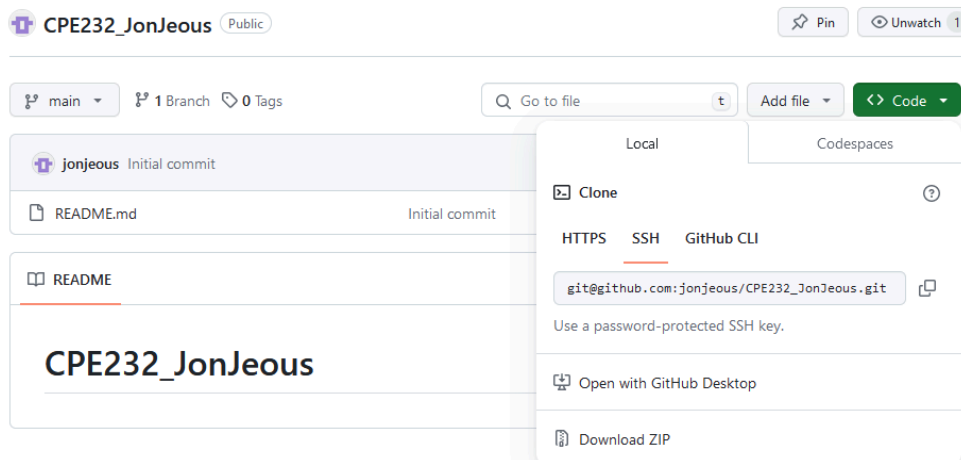 CPE232_JonJeous Public Pin Unwatch 1
main 1 Branch 0 Tags Go to file t Add file <> Code
Local Codespaces
jonjeous Initial commit
Clone
README.md Initial commit
HTTPS SSH GitHub CLI
README
git@github.com:jonjeous/CPE232_JonJeous.git
Use a password-protected SSH key.
CPE232_JonJeous
Open with GitHub Desktop
Download ZIP